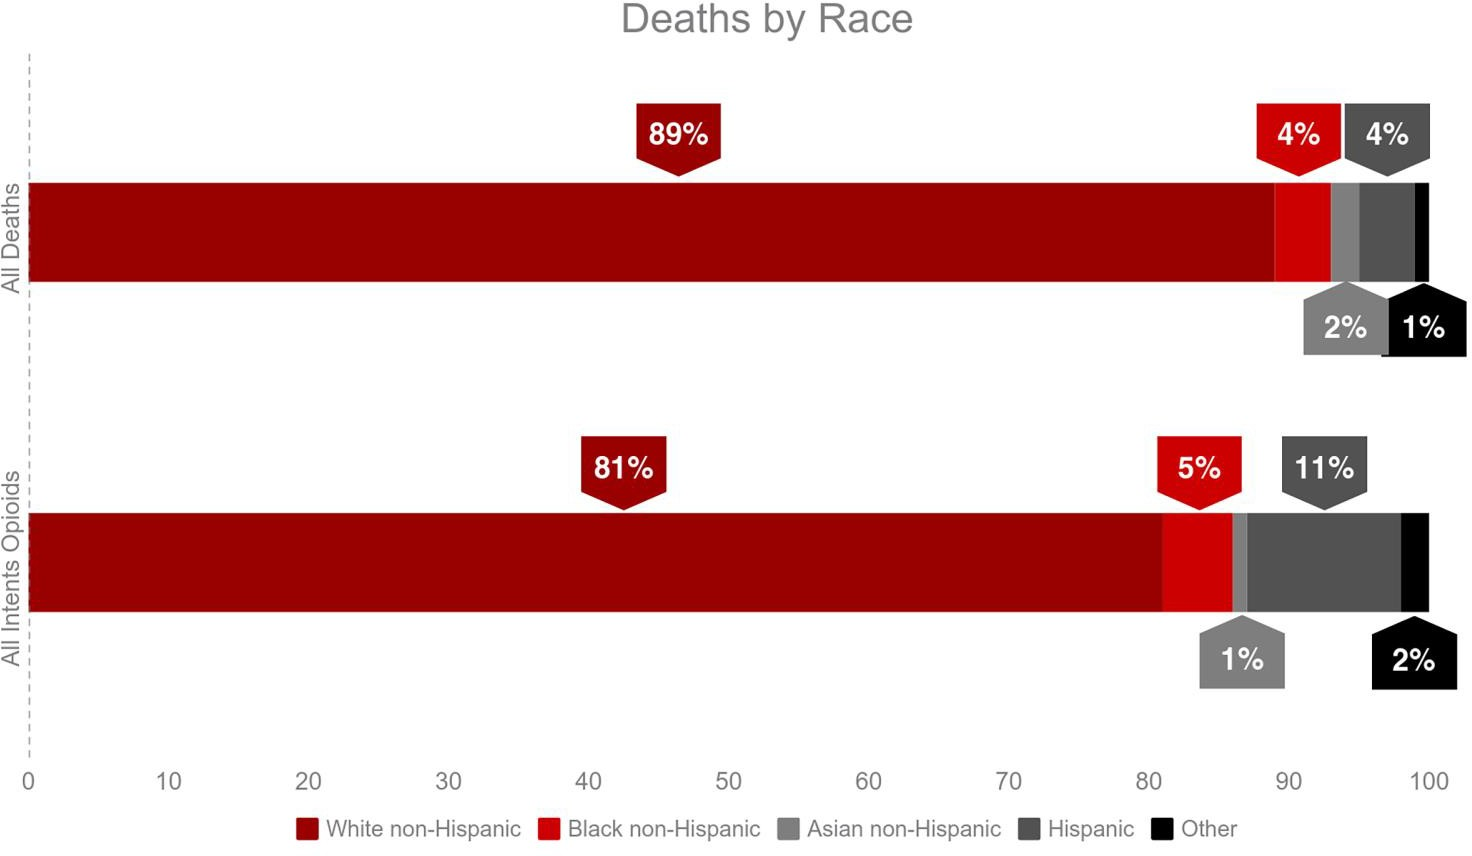 Deaths by Race
89%
4%
4%
All Deaths
2%
1%
81%
5%
11%
All Intents Opioids
1%
2%
0 10 20 30 40 50 60 70 80 90 100
White non-Hispanic Black non-Hispanic Asian non-Hispanic Hispanic Other